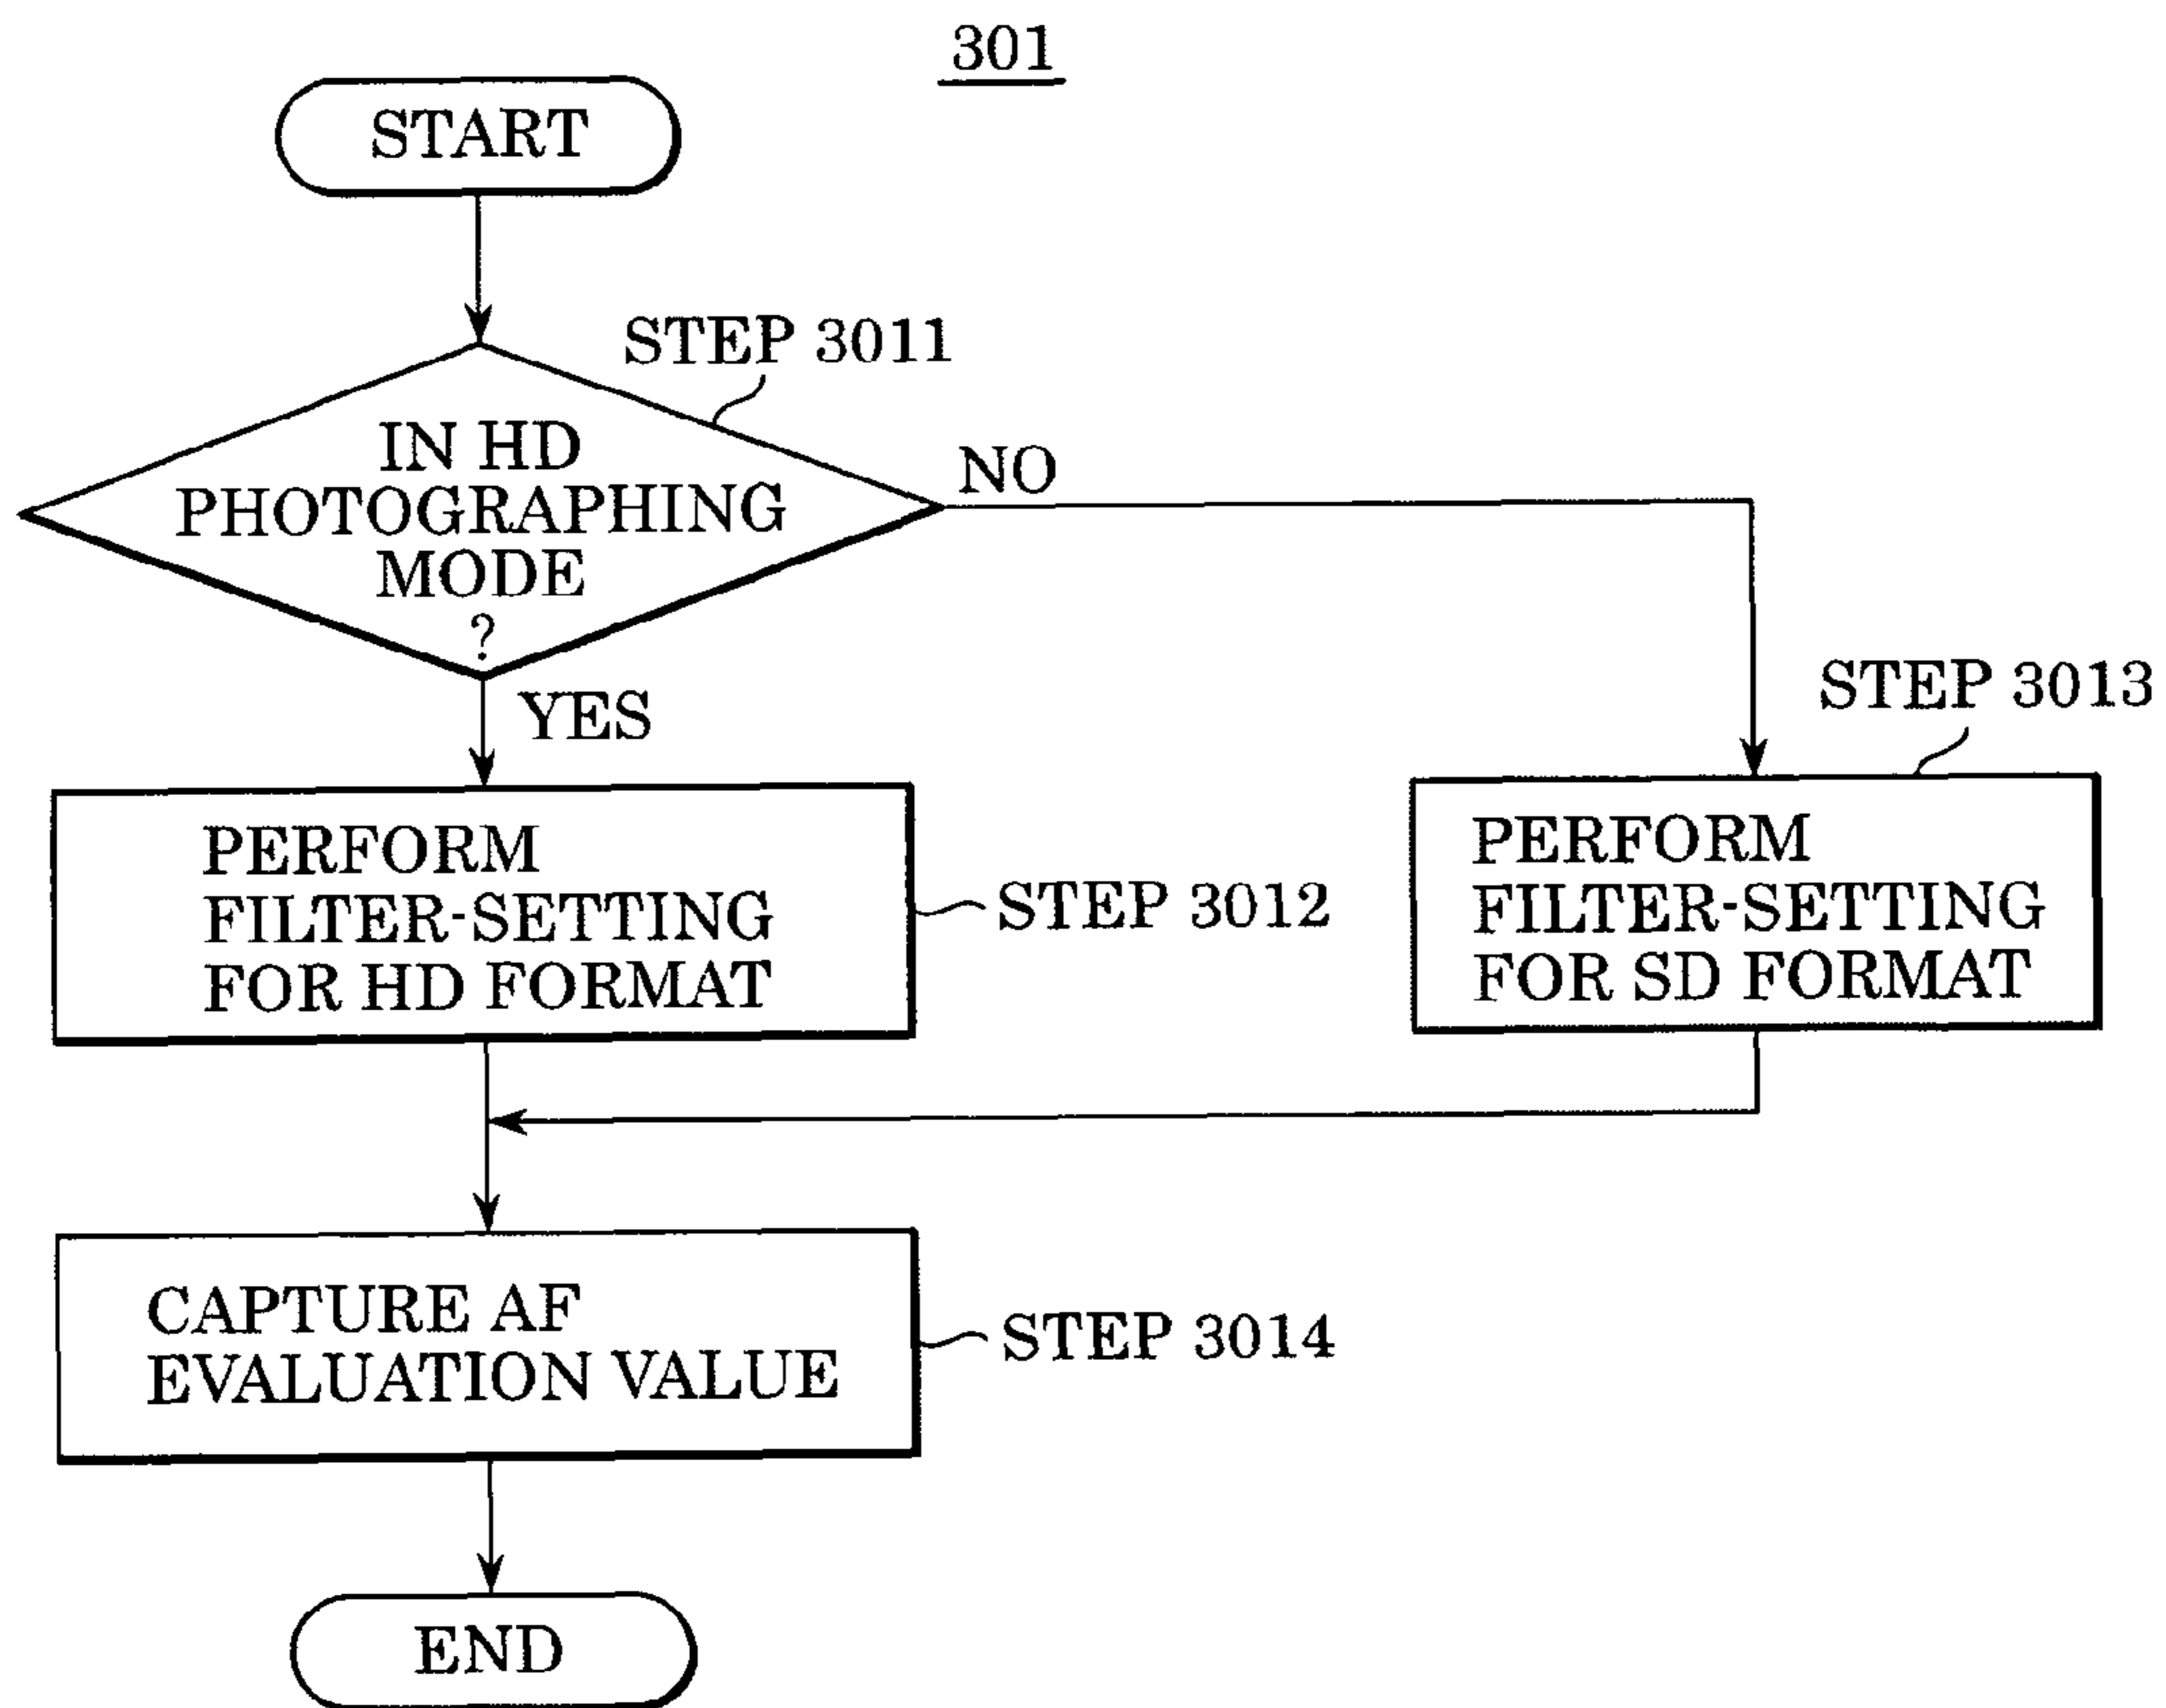 301
START
STEP 3011
IN HD
PHOTOGRAPHING
MODE
?
NO
YES
STEP 3013
PERFORM
FILTER-SETTING
FOR HD FORMAT
STEP 3012
PERFORM
FILTER-SETTING
FOR SD FORMAT
CAPTURE AF
EVALUATION VALUE
STEP 3014
END